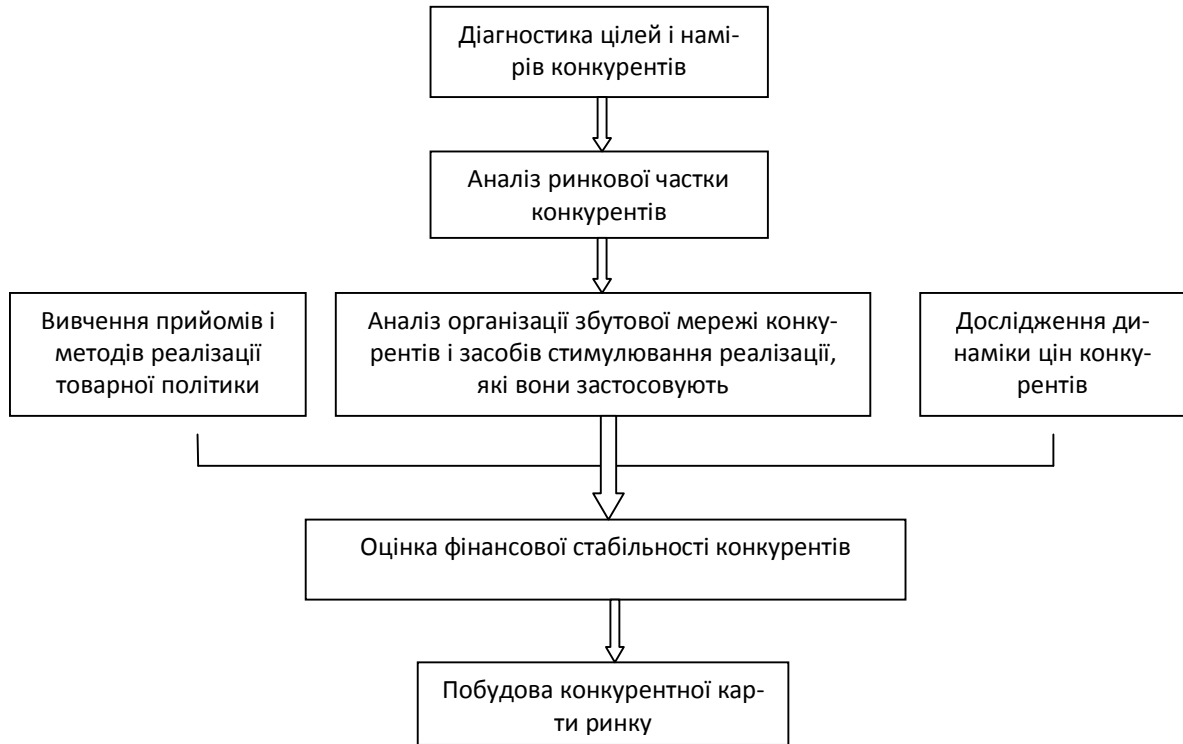 Діагностика цілей і намі-
рів конкурентів
Аналіз ринкової частки
конкурентів
Вивчення прийомів і
методів реалізації
товарної політики
Аналіз організації збутової мережі конку-
рентів і засобів стимулювання реалізації,
які вони застосовують
Дослідження ди-
наміки цін конку-
рентів
Оцінка фінансової стабільності конкурентів
Побудова конкурентної кар-
ти ринку